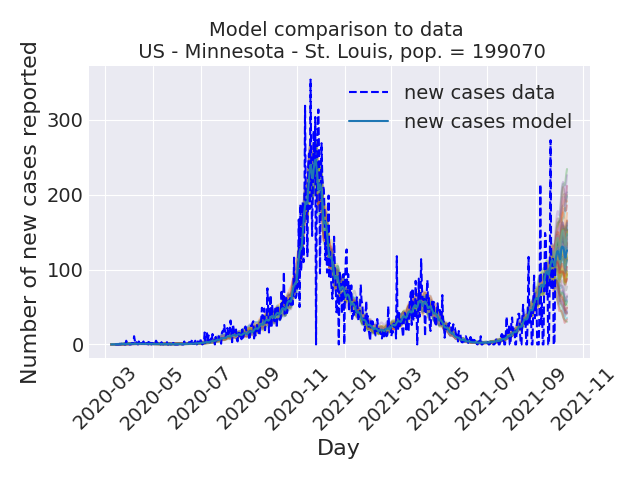 Model comparison to data
US - Minnesota - St. Louis, pop. = 199070
Number of new cases reported
300
200
100
0
new cases data
new cases model
2020-03
2020-05
2020-07
2020-09
2020-11
2021-01
2021-03
2021-05
2021-07
2021-09
2021-11
Day